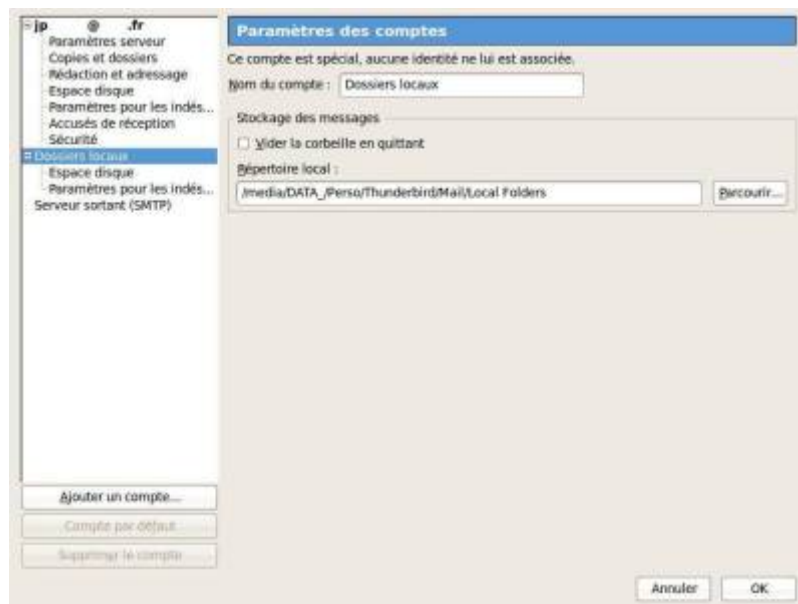 jp @ .fr
Paramètres serveur
Copies et dossiers
Rédaction et adressage
Espace disque
Paramètres pour les indés...
Accusés de réception
Sécurité
Dossiers locaux
Espace disque
Paramètres pour les indés...
Serveur sortant (SMTP)
Ajouter un compte...
Compte par défaut
Supprimer le compte
Paramètres des comptes
Ce compte est spécial, aucune identité ne lui est associée.
Nom du compte : Dossiers locaux
Stockage des messages
Vider la corbeille en quittant
Répertoire local :
/media/DATA_/Perso/Thunderbird/Mail/Local Folders
Parcourir...
Annuler
OK